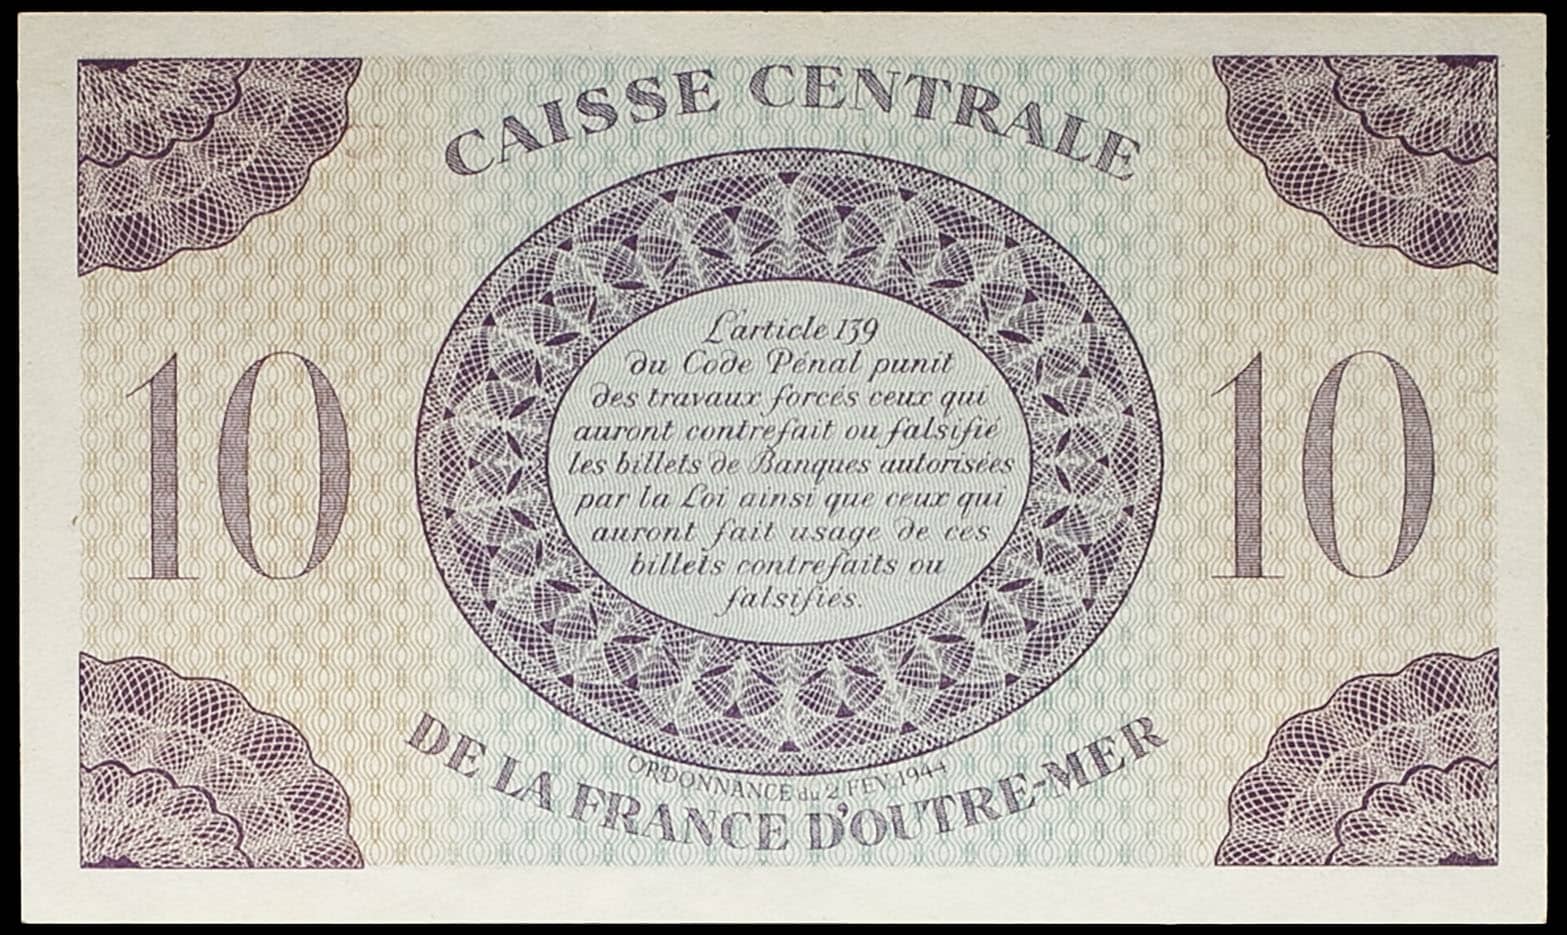 CAISSE CENTRALE
10
10
L'article 139
du Code Pénal punit
des travaux forcés ceux qui
auront contrefait ou falsifié
les billets de Banques autorisées
par la Loi ainsi que ceux qui
auront fait usage de ces
billets contrefaits ou
falsifiés.
ORDONNANCE du 2 FEV. 1944
DE LA FRANCE D'OUTRE-MER